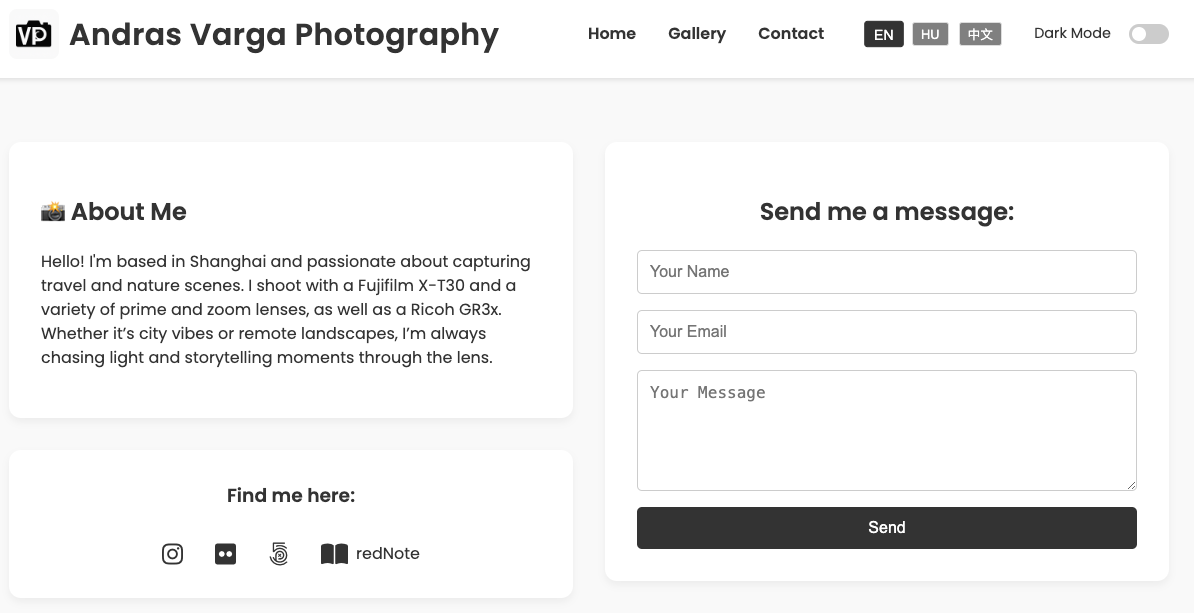 VP
Andras Varga Photography
Home
Gallery
Contact
EN
HU
中文
Dark Mode
📸 About Me
Hello! I'm based in Shanghai and passionate about capturing
travel and nature scenes. I shoot with a Fujifilm X-T30 and a
variety of prime and zoom lenses, as well as a Ricoh GR3x.
Whether it’s city vibes or remote landscapes, I’m always
chasing light and storytelling moments through the lens.
Find me here:
redNote
Send me a message:
Your Name
Your Email
Your Message
Send